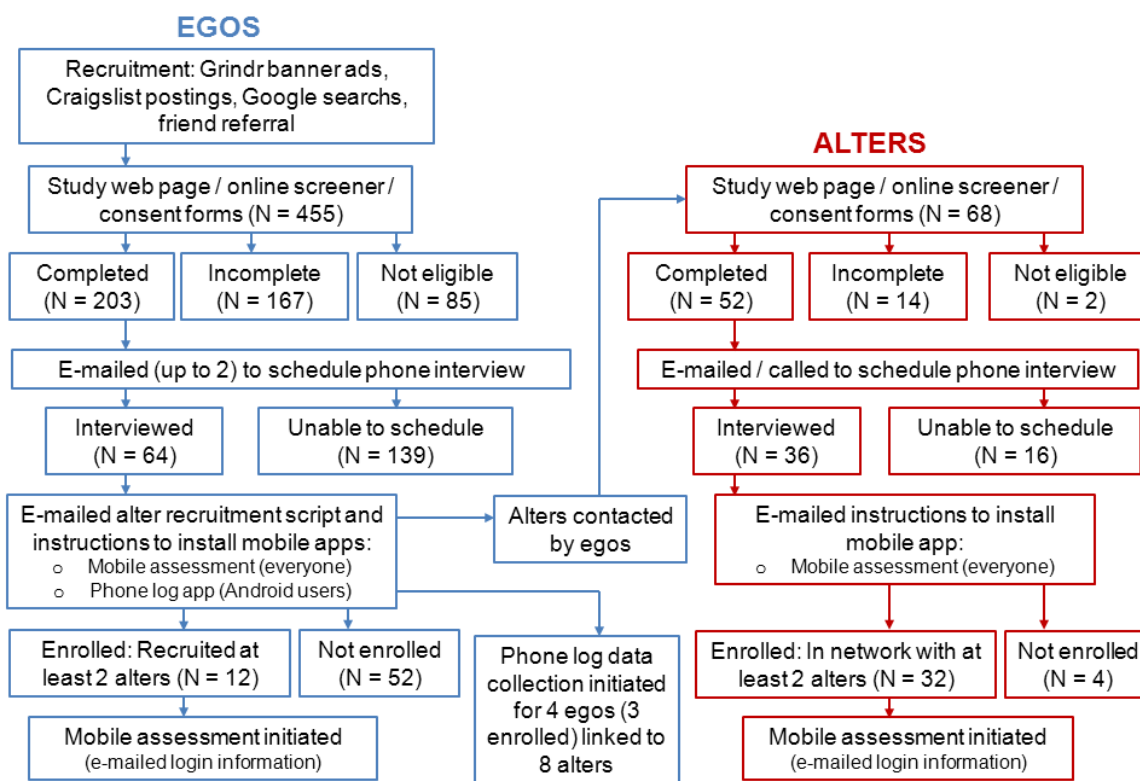 EGOS
Recruitment: Grindr banner ads,
Craigslist postings, Google searchs,
friend referral
Study web page / online screener /
consent forms (N = 455)
Completed
(N = 203)
Incomplete
(N = 167)
Not eligible
(N = 85)
E-mailed (up to 2) to schedule phone interview
Interviewed
(N = 64)
Unable to schedule
(N = 139)
E-mailed alter recruitment script and
instructions to install mobile apps:
o Mobile assessment (everyone)
o Phone log app (Android users)
Alters contacted
by egos
Enrolled: Recruited at
least 2 alters (N = 12)
Not enrolled
(N = 52)
Phone log data
collection initiated
for 4 egos (3
enrolled) linked to
8 alters
Mobile assessment initiated
(e-mailed login information)
ALTERS
Study web page / online screener /
consent forms (N = 68)
Completed
(N = 52)
Incomplete
(N = 14)
Not eligible
(N = 2)
E-mailed / called to schedule phone interview
Interviewed
(N = 36)
Unable to schedule
(N = 16)
E-mailed instructions to install
mobile app:
o Mobile assessment (everyone)
Enrolled: In network with at
least 2 alters (N = 32)
Not enrolled
(N = 4)
Mobile assessment initiated
(e-mailed login information)